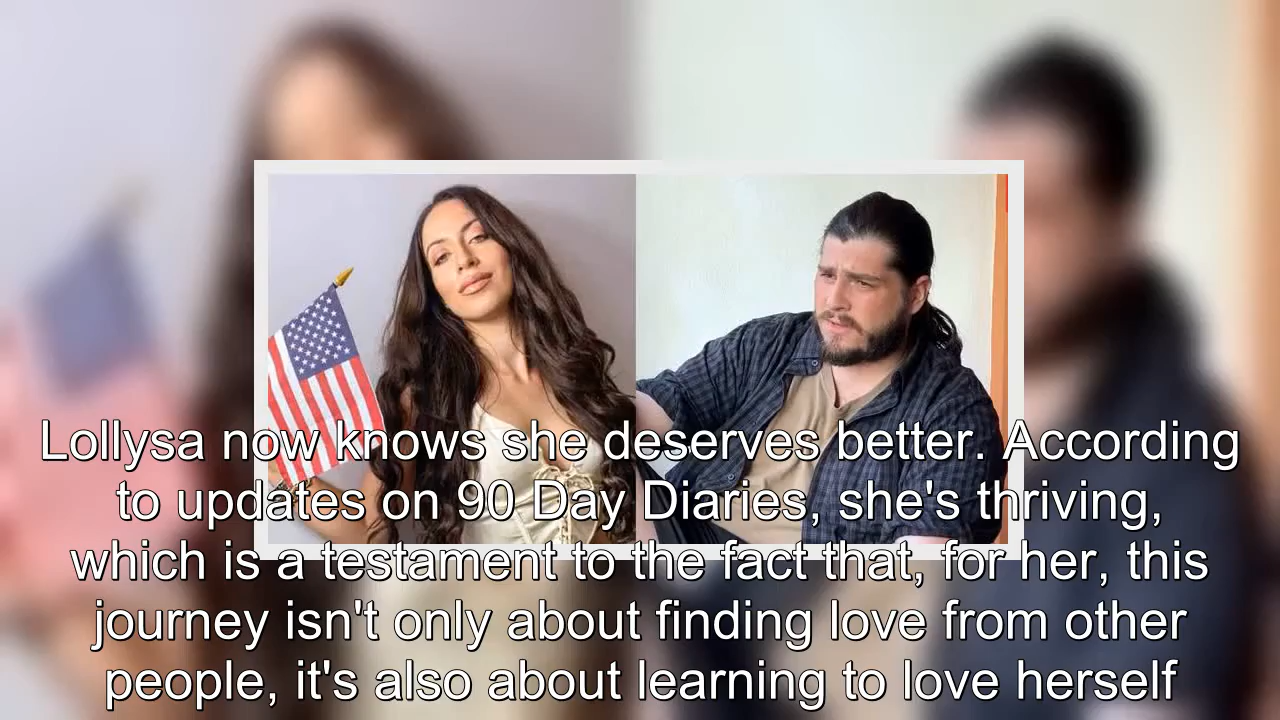 Lollysa now knows she deserves better. According
to updates on 90 Day Diaries, she's thriving,
which is a testament to the fact that, for her, this
journey isn't only about finding love from other
people, it's also about learning to love herself